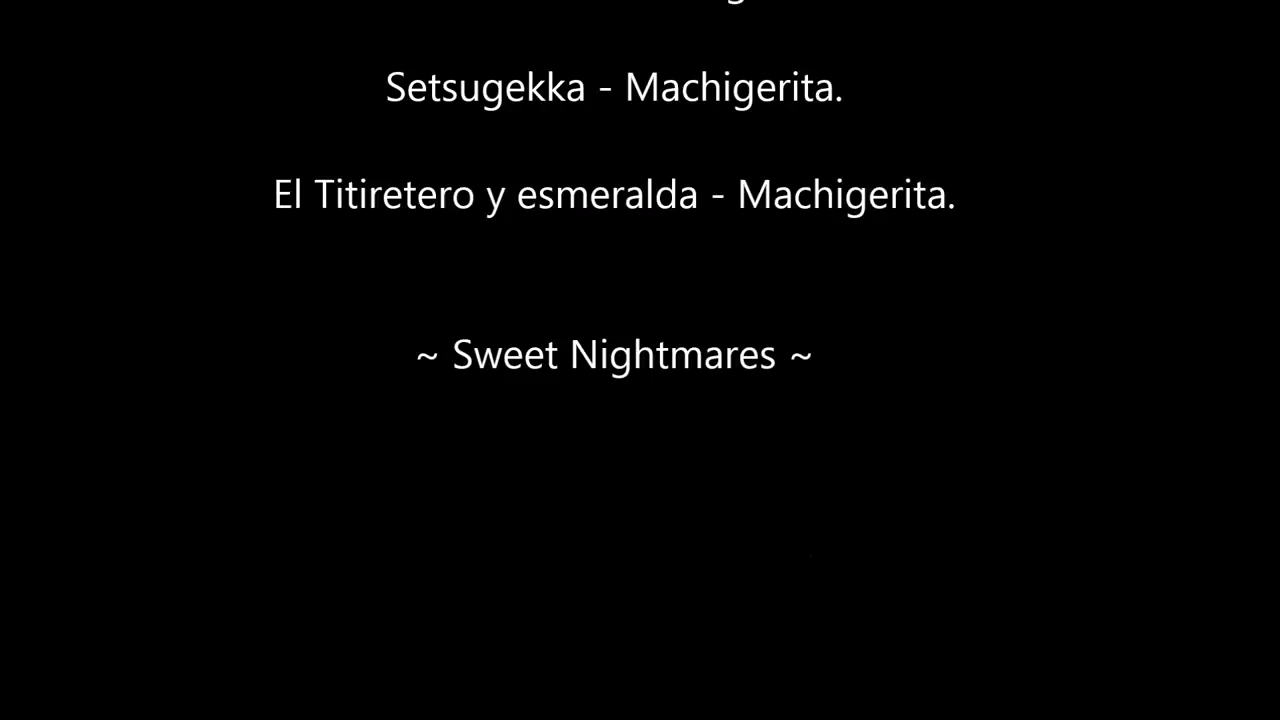 Setsugekka - Machigerita.
El Titiretero y esmeralda - Machigerita.
~ Sweet Nightmares ~